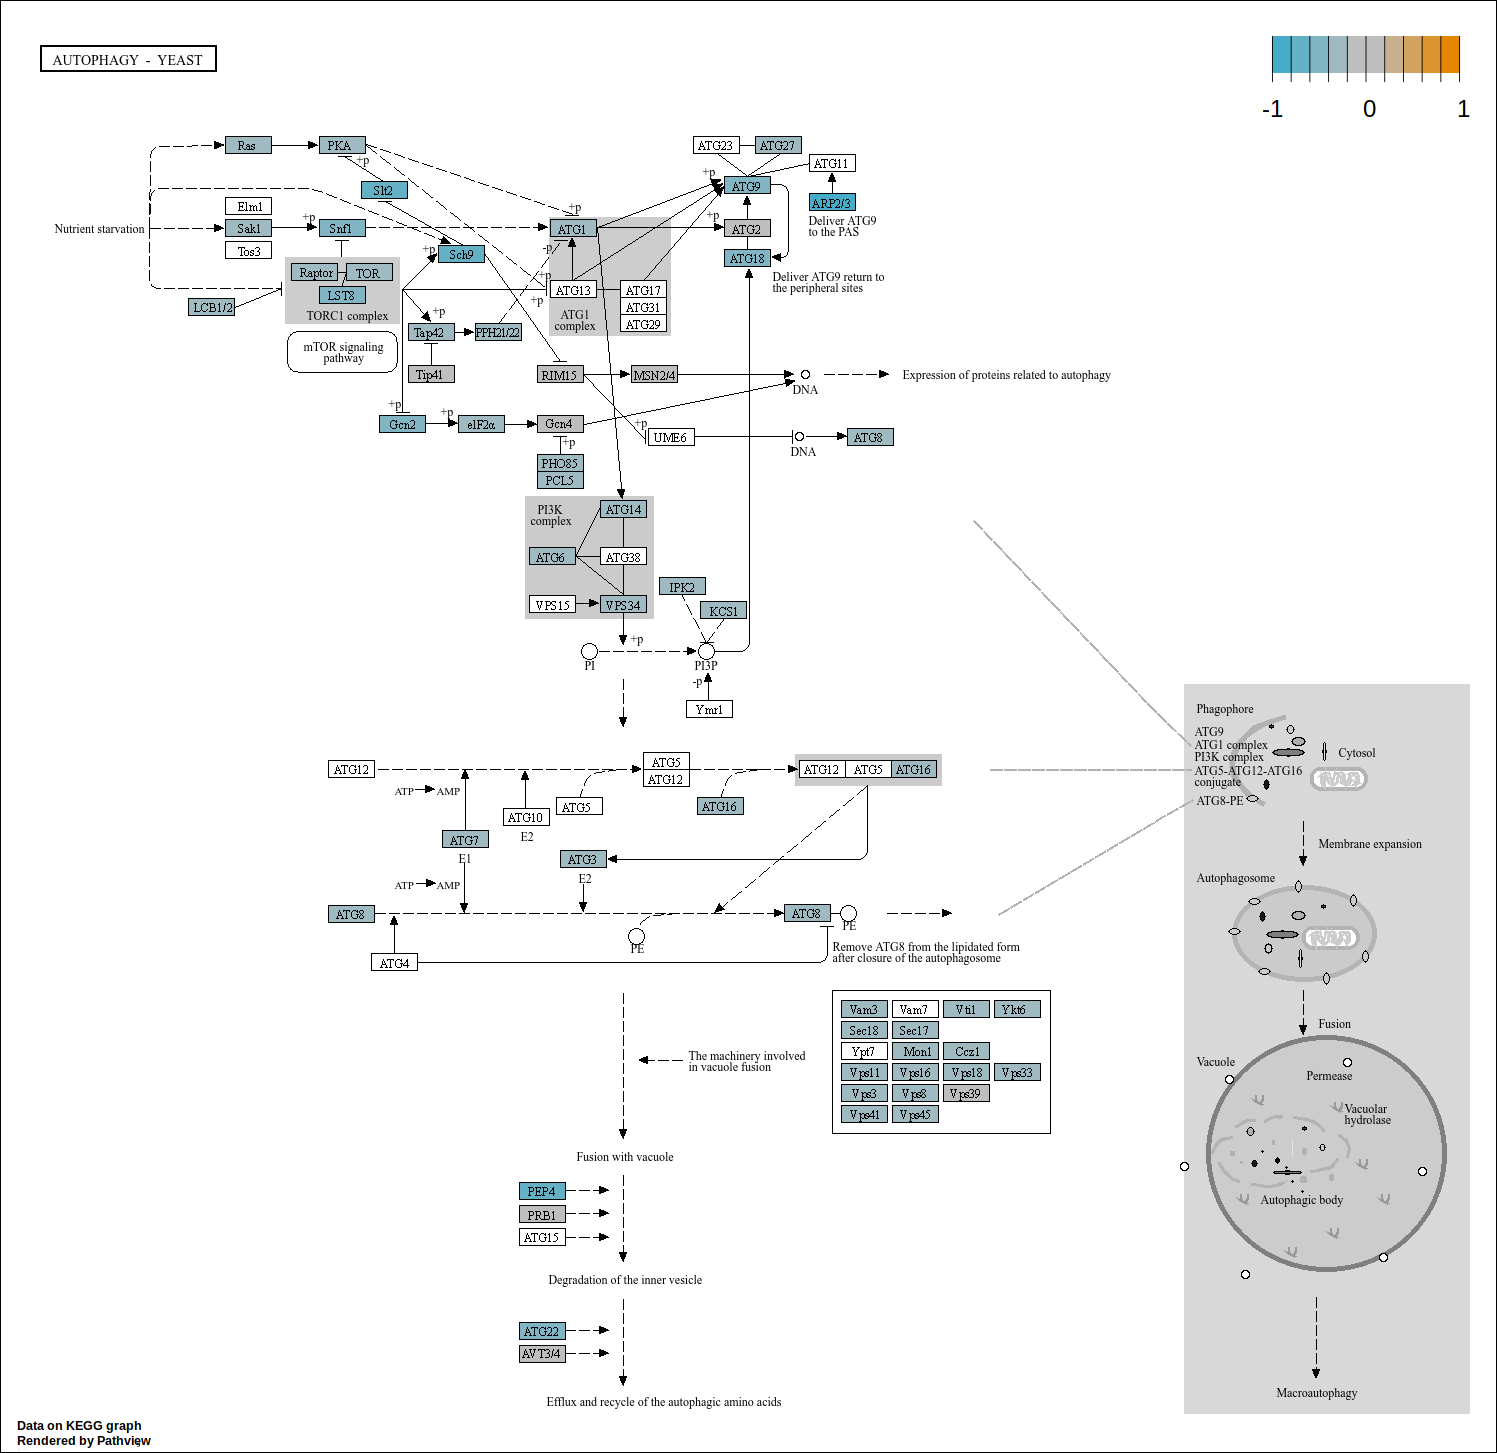 AUTOPHAGY - YEAST
-1 0 1
Ras
PKA
+p
Slt2
Nutrient starvation
Elm1
Sak1
Tos3
+p
Snf1
+p
Sch9
Raptor
TOR
LST8
TORC1 complex
LCB1/2
mTOR signaling
pathway
+p
Tap42
PPH21/22
Tip41
+p
ATG1
-p
+p
+p
ATG13
ATG17
ATG31
ATG29
ATG1
complex
ATG23
ATG27
ATG11
+p
ATG9
ARP2/3
Deliver ATG9
to the PAS
+p
ATG2
ATG18
Deliver ATG9 return to
the peripheral sites
RIM15
MSN2/4
DNA
Expression of proteins related to autophagy
+p
Gcn2
+p
eIF2α
Gcn4
+p
PHO85
PCL5
+p
UME6
DNA
ATG8
PI3K
complex
ATG14
ATG6
ATG38
VPS15
VPS34
IPK2
KCS1
+p
PI
PI3P
-p
Ymr1
ATG12
ATP
AMP
ATG7
E1
ATG10
E2
ATG5
ATG5
ATG12
ATG16
ATG12
ATG5
ATG16
ATG3
E2
ATP
AMP
ATG8
ATG4
PE
ATG8
PE
Remove ATG8 from the lipidated form
after closure of the autophagosome
The machinery involved
in vacuole fusion
Vam3
Vam7
Vti1
Ykt6
Sec18
Sec17
Ypt7
Mon1
Ccz1
Vps11
Vps16
Vps18
Vps33
Vps3
Vps8
Vps39
Vps41
Vps45
Fusion with vacuole
PEP4
PRB1
ATG15
Degradation of the inner vesicle
ATG22
AVT3/4
Efflux and recycle of the autophagic amino acids
Phagophore
ATG9
ATG1 complex
PI3K complex
ATG5-ATG12-ATG16
conjugate
ATG8-PE
Cytosol
Membrane expansion
Autophagosome
Fusion
Vacuole
Permease
Vacuolar
hydrolase
Autophagic body
Macroautophagy
Data on KEGG graph
Rendered by Pathview